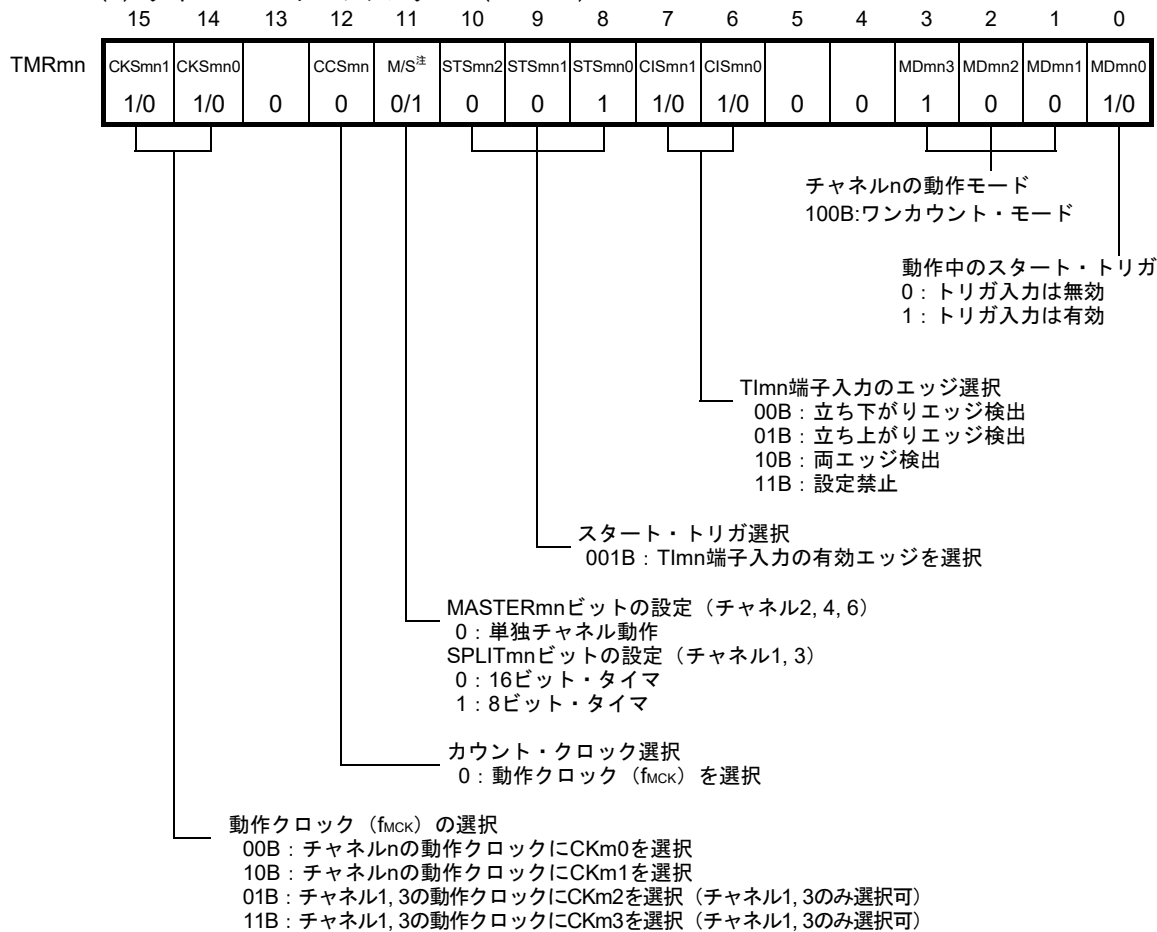 15 14 13 12 11 10 9 8 7 6 5 4 3 2 1 0
TMRmn CKSmn1 CKSmn0 CCSmn M/S注 STSmn2 STSmn1 STSmn0 CISmn1 CISmn0 MDmn3 MDmn2 MDmn1 MDmn0
1/0 1/0 0 0 0/1 0 0 1 1/0 1/0 0 0 1 0 0 1/0
チャネルnの動作モード
100B:ワンカウント・モード
動作中のスタート・トリガ
0:トリガ入力は無効
1:トリガ入力は有効
TImn端子入力のエッジ選択
00B:立ち下がりエッジ検出
01B:立ち上がりエッジ検出
10B:両エッジ検出
11B:設定禁止
スタート・トリガ選択
001B:TImn端子入力の有効エッジを選択
MASTERmnビットの設定(チャネル2, 4, 6)
0:単独チャネル動作
SPLITmnビットの設定(チャネル1, 3)
0:16ビット・タイマ
1:8ビット・タイマ
カウント・クロック選択
0:動作クロック(fMCK)を選択
動作クロック(fMCK)の選択
00B:チャネルnの動作クロックにCKm0を選択
10B:チャネルnの動作クロックにCKm1を選択
01B:チャネル1, 3の動作クロックにCKm2を選択(チャネル1, 3のみ選択可)
11B:チャネル1, 3の動作クロックにCKm3を選択(チャネル1, 3のみ選択可)